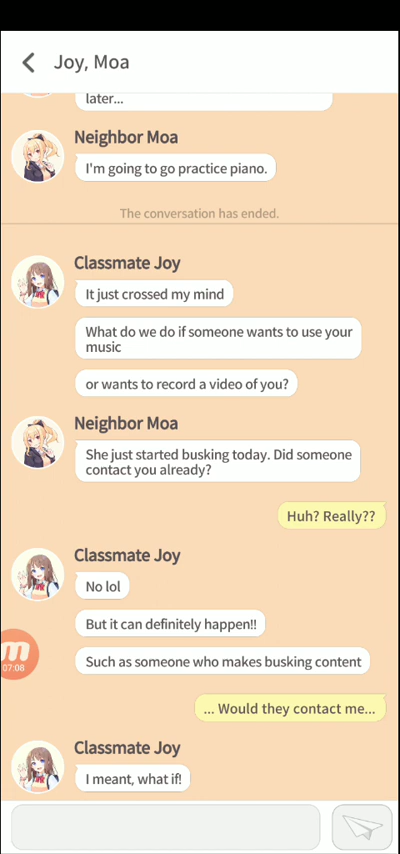 Joy, Moa
later...
Neighbor Moa
I'm going to go practice piano.
The conversation has ended.
Classmate Joy
It just crossed my mind
What do we do if someone wants to use your
music
or wants to record a video of you?
Neighbor Moa
She just started busking today. Did someone
contact you already?
Huh? Really??
Classmate Joy
No lol
But it can definitely happen!!
Such as someone who makes busking content
07:08
... Would they contact me...
Classmate Joy
I meant, what if!